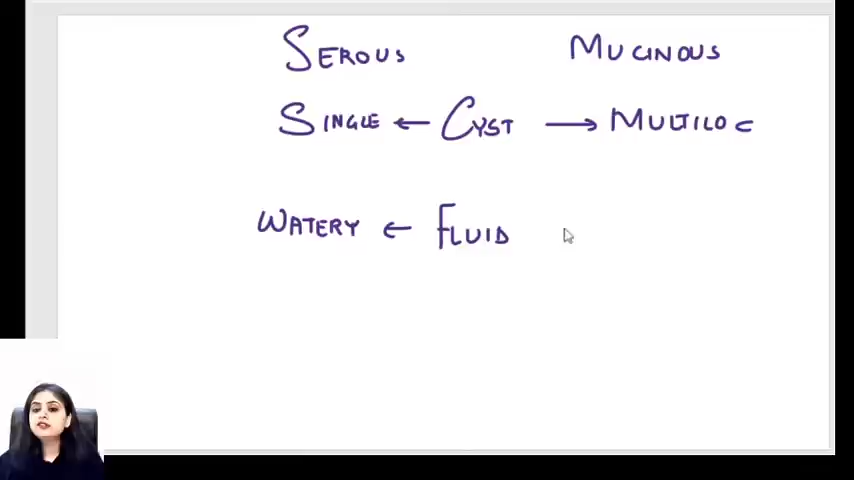 SEROUS MUCINOUS
SINGLE ← CYST → MULTILOC
WATERY ← FLUID